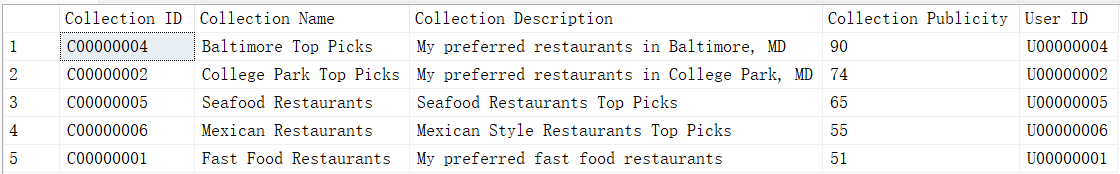 Collection ID Collection Name Collection Description Collection Publicity User ID
1 C00000004 Baltimore Top Picks My preferred restaurants in Baltimore, MD 90 U00000004
2 C00000002 College Park Top Picks My preferred restaurants in College Park, MD 74 U00000002
3 C00000005 Seafood Restaurants Seafood Restaurants Top Picks 65 U00000005
4 C00000006 Mexican Restaurants Mexican Style Restaurants Top Picks 55 U00000006
5 C00000001 Fast Food Restaurants My preferred fast food restaurants 51 U00000001